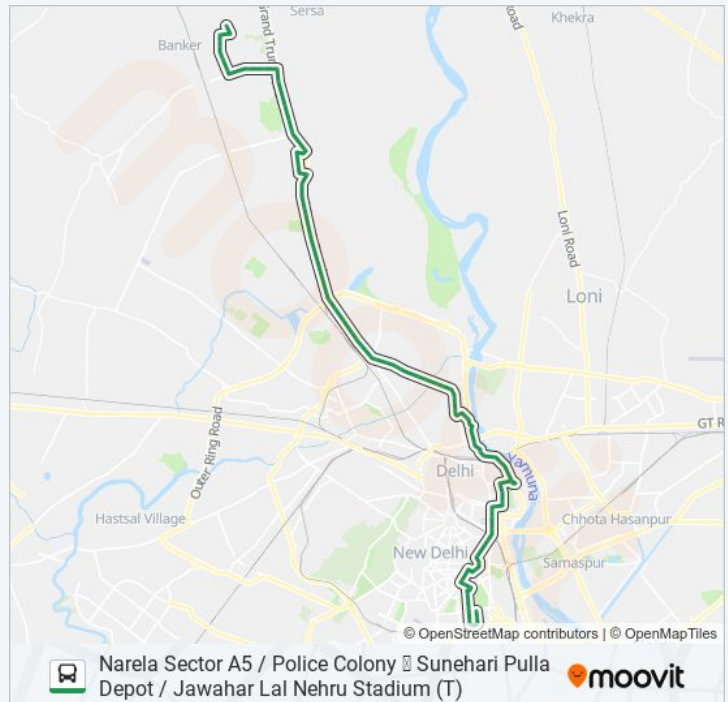 Sersa
Khekra
Banker
Grand Trun
Road
Loni Road
Loni
Outer Ring Road
GT R
Delhi
Yamuna
Hastsal Village
Chhota Hasanpur
New Delhi
Samaspur
© OpenStreetMap contributors | © OpenMapTiles
Narela Sector A5 / Police Colony  Sunehari Pulla
Depot / Jawahar Lal Nehru Stadium (T)
moovit